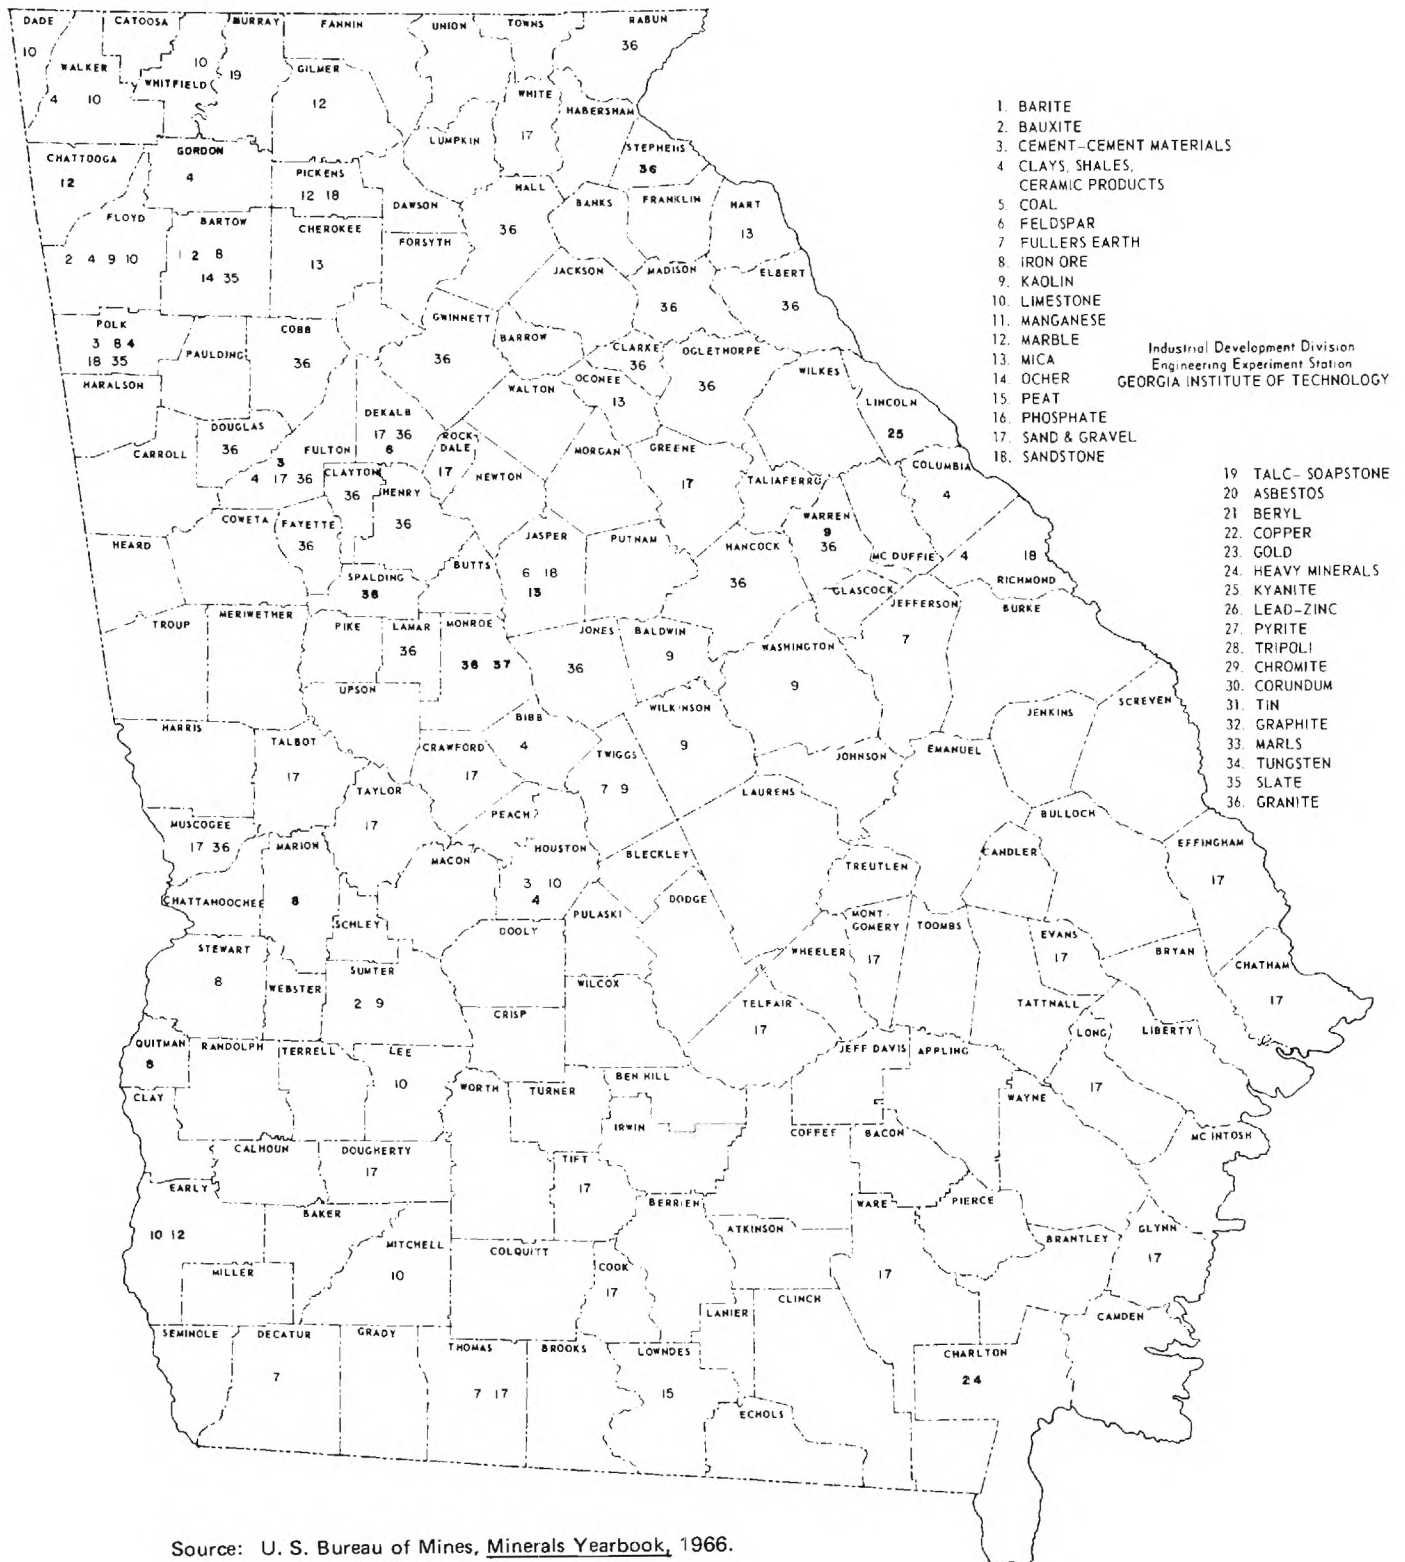 DADE CATOOSA MURRAY FANNIN UNION TOWNS RABUN
10 36
WALKER 10 GILMER
WHITFIELD 19
4 10 12 WHITE
HABERSHAM
LUMPKIN 17
CHATTOOGA GORDON STEPHENS
12 4 PICKENS 36
12 18 HALL
DAWSON BANKS FRANKLIN HART
FLOYD BARTOW CHEROKEE FORSYTH 36 13
2 4 9 10 1 2 8 13
14 35 JACKSON MADISON ELBERT
36 36
POLK COBB GWINNETT BARROW
3 8 4 PAULDING 36 36 CLARKE OGLETHORPE
18 35 36 36
HARALSON WALTON OCONEE WILKES
13 LINCOLN
DOUGLAS DEKALB 25
36 17 36
6 ROCK-
DALE
CARROLL FULTON 17 NEWTON MORGAN GREENE COLUMBIA
3 CLAYTON 17 TALIAFERRO 4
4 17 36 36 HENRY
36
COWETA FAYETTE WARREN
36 9
36
HEARD JASPER PUTNAM HANCOCK MC DUFFIE 4 18
BUTTS 6 18 36 RICHMOND
SPALDING 13 GLASCOCK
36 JEFFERSON BURKE
TROUP MERIWETHER PIKE LAMAR MONROE JONES BALDWIN 7
36 36 37 36 9 WASHINGTON
9
UPSON WILKINSON SCREVEN
HARRIS BIBB 9 JENKINS
TALBOT CRAWFORD 4 TWIGGS JOHNSON EMANUEL
17 17 7 9
TAYLOR LAURENS
17 PEACH
MUSCOGEE BULLOCH
17 36 MARION MACON HOUSTON BLECKLEY CANDLER EFFINGHAM
3 10 TREUTLEN 17
CHATTAHOOCHEE 8 4 DODGE
SCHLEY DOOLY PULASKI MONT-
GOMERY TOOMBS EVANS
STEWART WHEELER 17 17 BRYAN CHATHAM
8 SUMTER 17
WEBSTER 2 9 WILCOX TELFAIR TATTNALL
CRISP 17 LONG LIBERTY
QUITMAN RANDOLPH TERRELL LEE JEFF DAVIS APPLING
8 10 BEN HILL 17
CLAY WORTH TURNER WAYNE
IRWIN COFFEE BACON MC INTOSH
CALHOUN DOUGHERTY TIFT
17 17
EARLY BAKER BERRIEN WARE PIERCE
10 12 ATKINSON BRANTLEY GLYNN
MITCHELL COLQUITT COOK 17 17
MILLER 10 17 CLINCH
LANIER CAMDEN
SEMINOLE DECATUR GRADY THOMAS BROOKS LOWNDES CHARLTON
7 7 17 15 24
ECHOLS
1. BARITE
2. BAUXITE
3. CEMENT-CEMENT MATERIALS
4 CLAYS, SHALES,
CERAMIC PRODUCTS
5 COAL
6 FELDSPAR
7 FULLERS EARTH
8. IRON ORE
9. KAOLIN
10. LIMESTONE
11. MANGANESE
12. MARBLE
13. MICA
14. OCHER
15. PEAT
16. PHOSPHATE
17. SAND & GRAVEL
18. SANDSTONE
Industrial Development Division
Engineering Experiment Station
GEORGIA INSTITUTE OF TECHNOLOGY
19 TALC- SOAPSTONE
20 ASBESTOS
21 BERYL
22. COPPER
23. GOLD
24. HEAVY MINERALS
25. KYANITE
26. LEAD-ZINC
27. PYRITE
28. TRIPOLI
29. CHROMITE
30. CORUNDUM
31. TIN
32. GRAPHITE
33. MARLS
34. TUNGSTEN
35 SLATE
36. GRANITE
Source: U. S. Bureau of Mines, Minerals Yearbook, 1966.